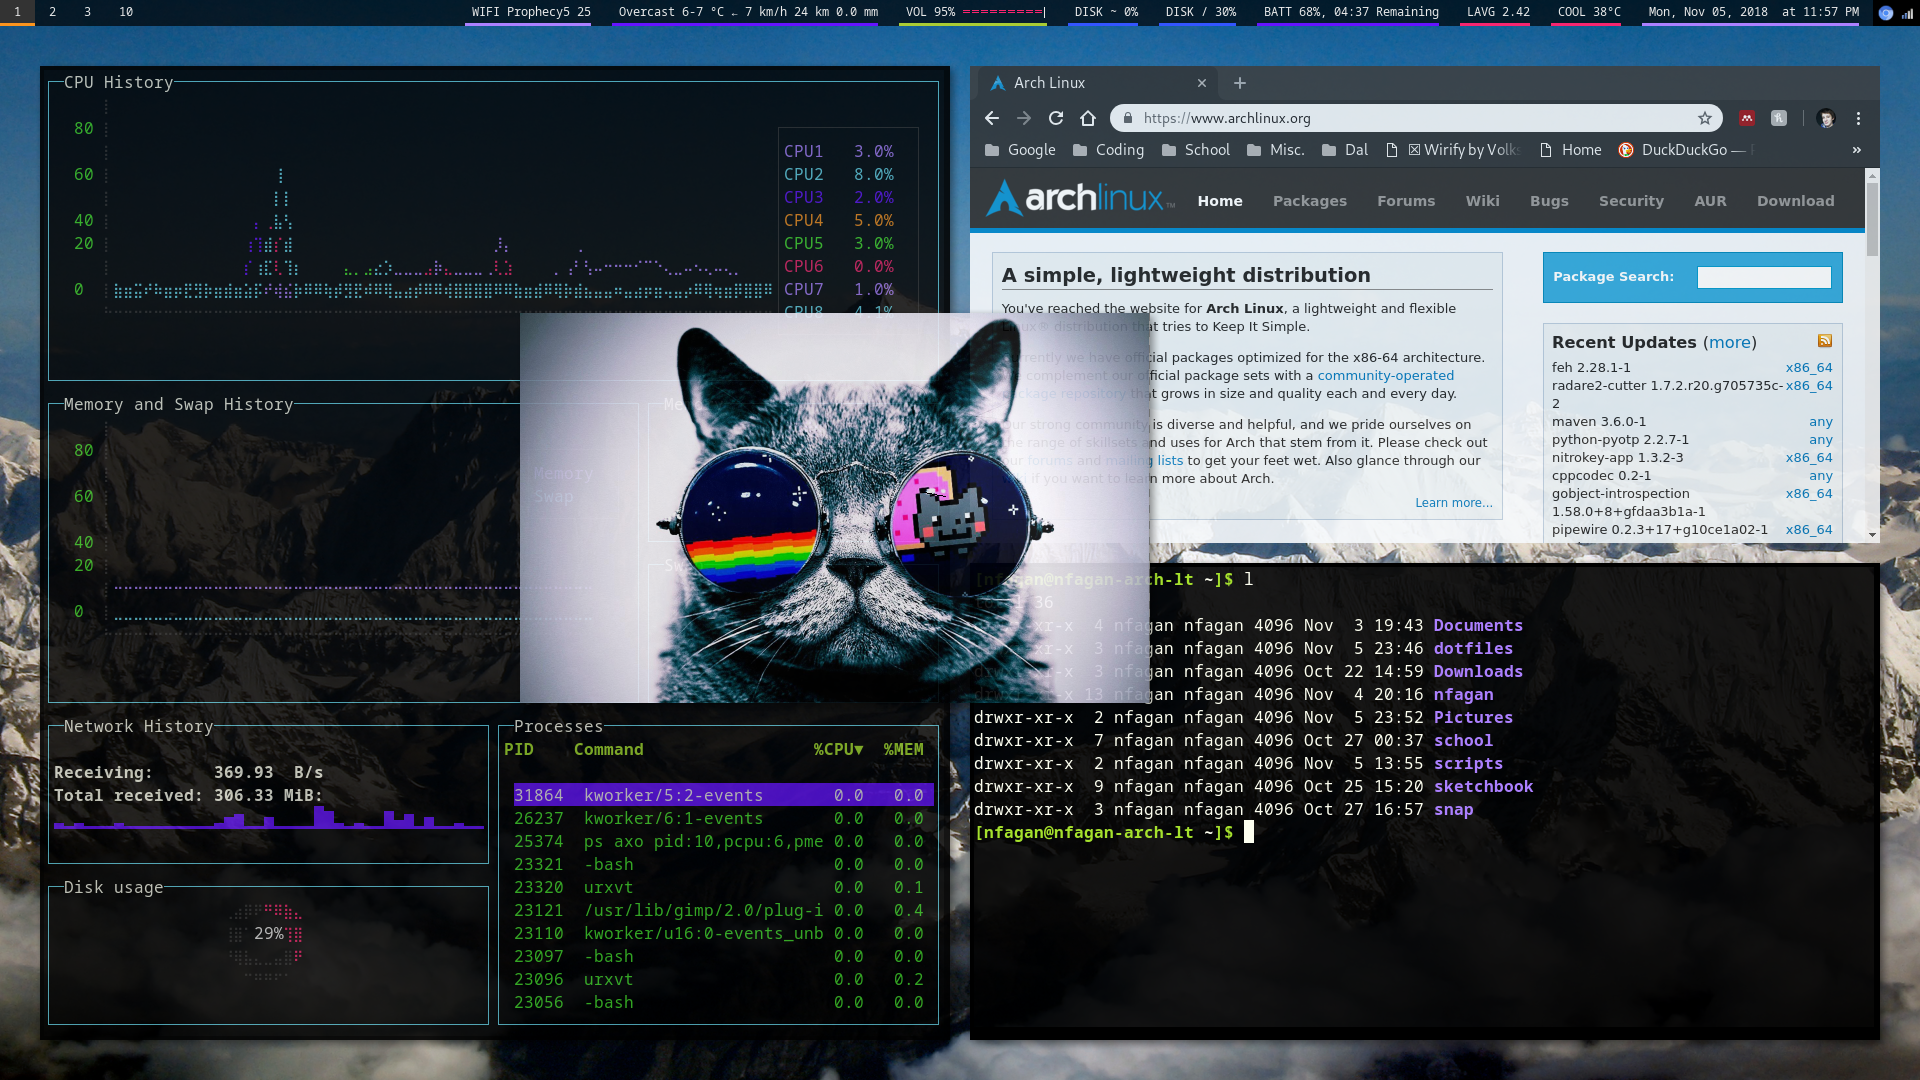 1 2 3 10 WIFI Prophecy5 25 Overcast 6-7 °C ← 7 km/h 24 km 0.0 mm VOL 95% =========| DISK ~ 0% DISK / 30% BATT 68%, 04:37 Remaining LAVG 2.42 COOL 38°C Mon, Nov 05, 2018 at 11:57 PM
CPU History
80
60
40
20
0
CPU1 3.0%
CPU2 8.0%
CPU3 2.0%
CPU4 5.0%
CPU5 3.0%
CPU6 0.0%
CPU7 1.0%
CPU8 4.1%
Memory and Swap History
80
60
40
20
0
Memory
Swap
Network History
Receiving: 369.93 B/s
Total received: 306.33 MiB:
Disk usage
29%
Processes
PID Command %CPU▼ %MEM
31864 kworker/5:2-events 0.0 0.0
26237 kworker/6:1-events 0.0 0.0
25374 ps axo pid:10,pcpu:6,pme 0.0 0.0
23321 -bash 0.0 0.0
23320 urxvt 0.0 0.1
23121 /usr/lib/gimp/2.0/plug-i 0.0 0.4
23110 kworker/u16:0-events_unb 0.0 0.0
23097 -bash 0.0 0.0
23096 urxvt 0.0 0.2
23056 -bash 0.0 0.0
Arch Linux
https://www.archlinux.org
Google Coding School Misc. Dal Wirify by Volks Home DuckDuckGo —
archlinux™ Home Packages Forums Wiki Bugs Security AUR Download
A simple, lightweight distribution
You've reached the website for Arch Linux, a lightweight and flexible
Linux® distribution that tries to Keep It Simple.
Currently we have official packages optimized for the x86-64 architecture.
We complement our official package sets with a community-operated
package repository that grows in size and quality each and every day.
Our strong community is diverse and helpful, and we pride ourselves on
the range of skillsets and uses for Arch that stem from it. Please check out
our forums and mailing lists to get your feet wet. Also glance through our
wiki if you want to learn more about Arch.
Learn more...
Package Search:
Recent Updates (more)
feh 2.28.1-1 x86_64
radare2-cutter 1.7.2.r20.g705735c- x86_64
2
maven 3.6.0-1 any
python-pyotp 2.2.7-1 any
nitrokey-app 1.3.2-3 x86_64
cppcodec 0.2-1 any
gobject-introspection x86_64
1.58.0+8+gfdaa3b1a-1
pipewire 0.2.3+17+g10ce1a02-1 x86_64
[nfagan@nfagan-arch-lt ~]$ l
36
drwxr-xr-x 4 nfagan nfagan 4096 Nov 3 19:43 Documents
drwxr-xr-x 3 nfagan nfagan 4096 Nov 5 23:46 dotfiles
drwxr-xr-x 3 nfagan nfagan 4096 Oct 22 14:59 Downloads
drwxr-xr-x 13 nfagan nfagan 4096 Nov 4 20:16 nfagan
drwxr-xr-x 2 nfagan nfagan 4096 Nov 5 23:52 Pictures
drwxr-xr-x 7 nfagan nfagan 4096 Oct 27 00:37 school
drwxr-xr-x 2 nfagan nfagan 4096 Nov 5 13:55 scripts
drwxr-xr-x 9 nfagan nfagan 4096 Oct 25 15:20 sketchbook
drwxr-xr-x 3 nfagan nfagan 4096 Oct 27 16:57 snap
[nfagan@nfagan-arch-lt ~]$